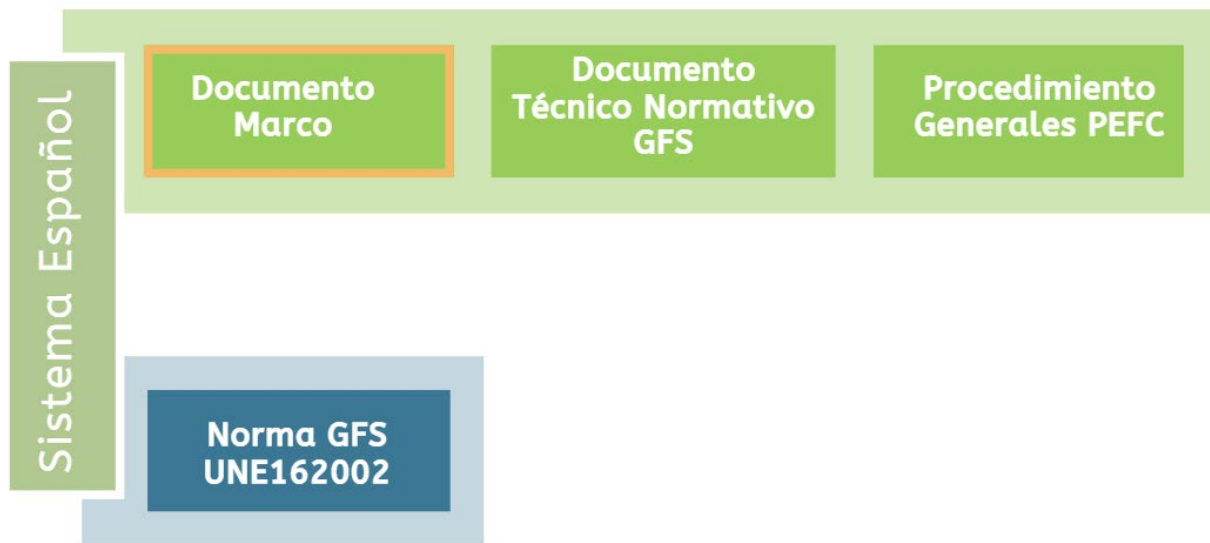 Sistema Español
Documento
Marco
Documento
Técnico Normativo
GFS
Procedimiento
Generales PEFC
Norma GFS
UNE162002